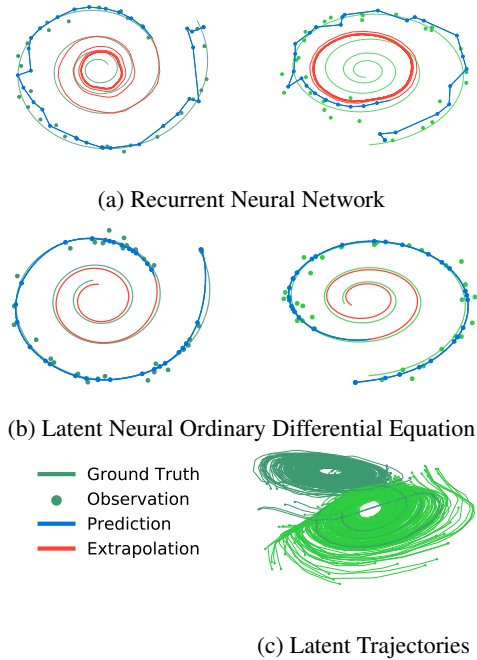 (a) Recurrent Neural Network
(b) Latent Neural Ordinary Differential Equation
Ground Truth
Observation
Prediction
Extrapolation
(c) Latent Trajectories